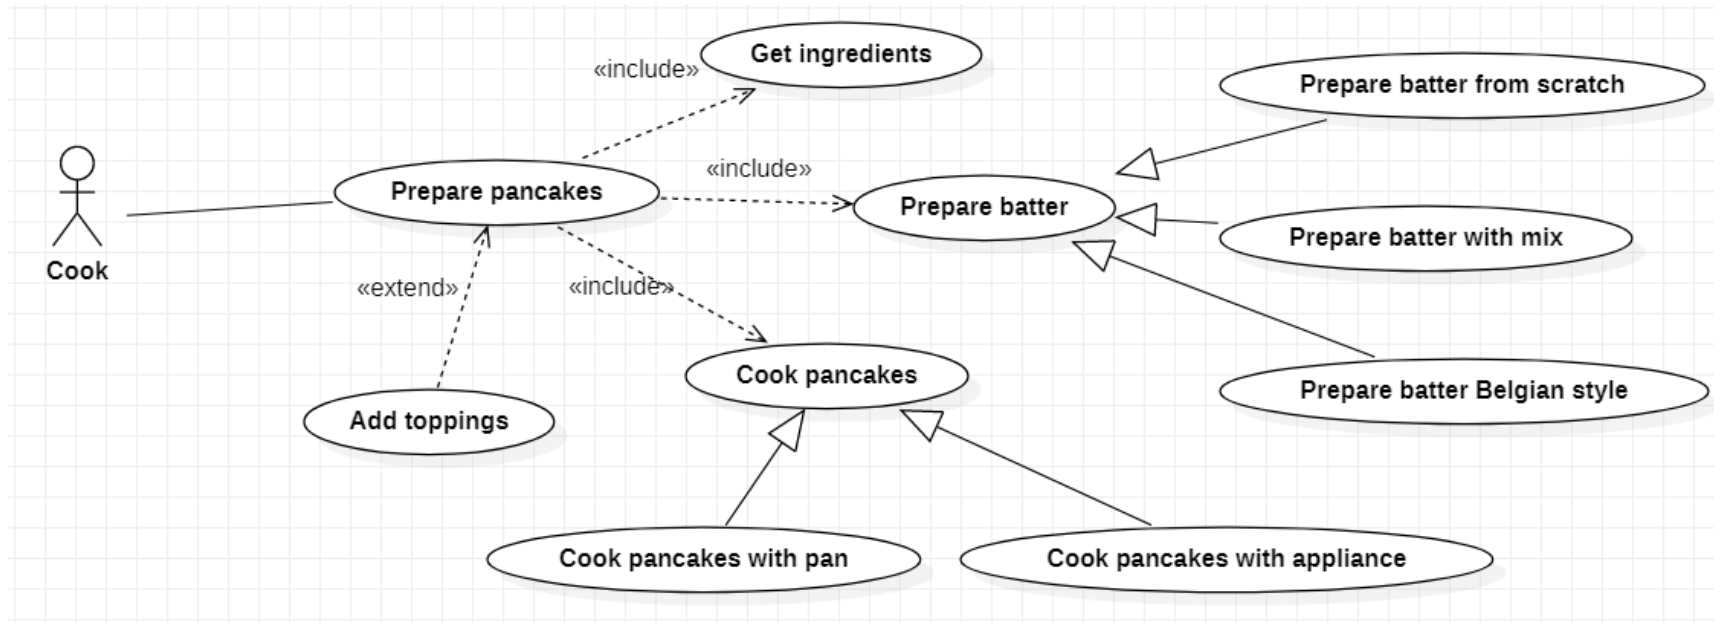 Get ingredients
«include»
Prepare batter from scratch
«include»
Prepare pancakes
Prepare batter
Prepare batter with mix
Cook
«extend»
«include»
Cook pancakes
Prepare batter Belgian style
Add toppings
Cook pancakes with pan
Cook pancakes with appliance